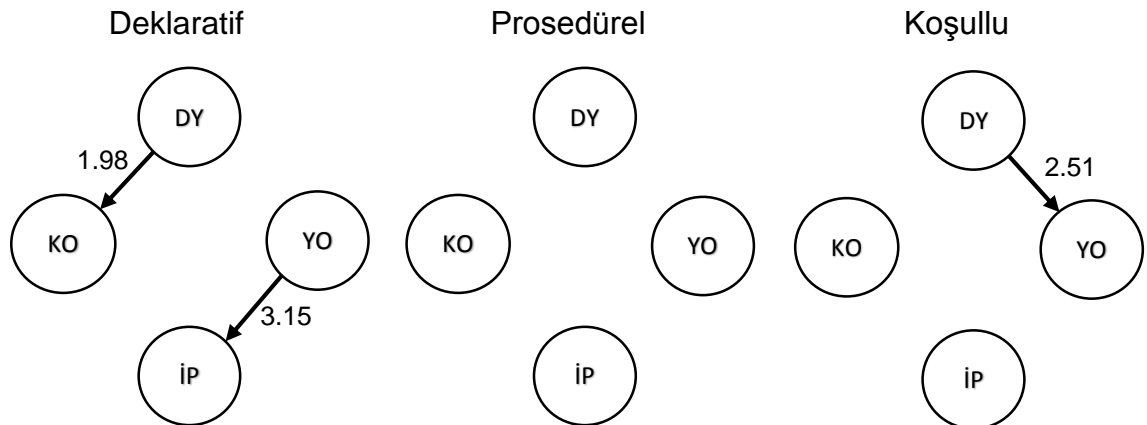 Deklaratif
Prosedürel
Koşullu
DY
1.98
KO
YO
3.15
İP
DY
KO
YO
İP
DY
2.51
KO
YO
İP